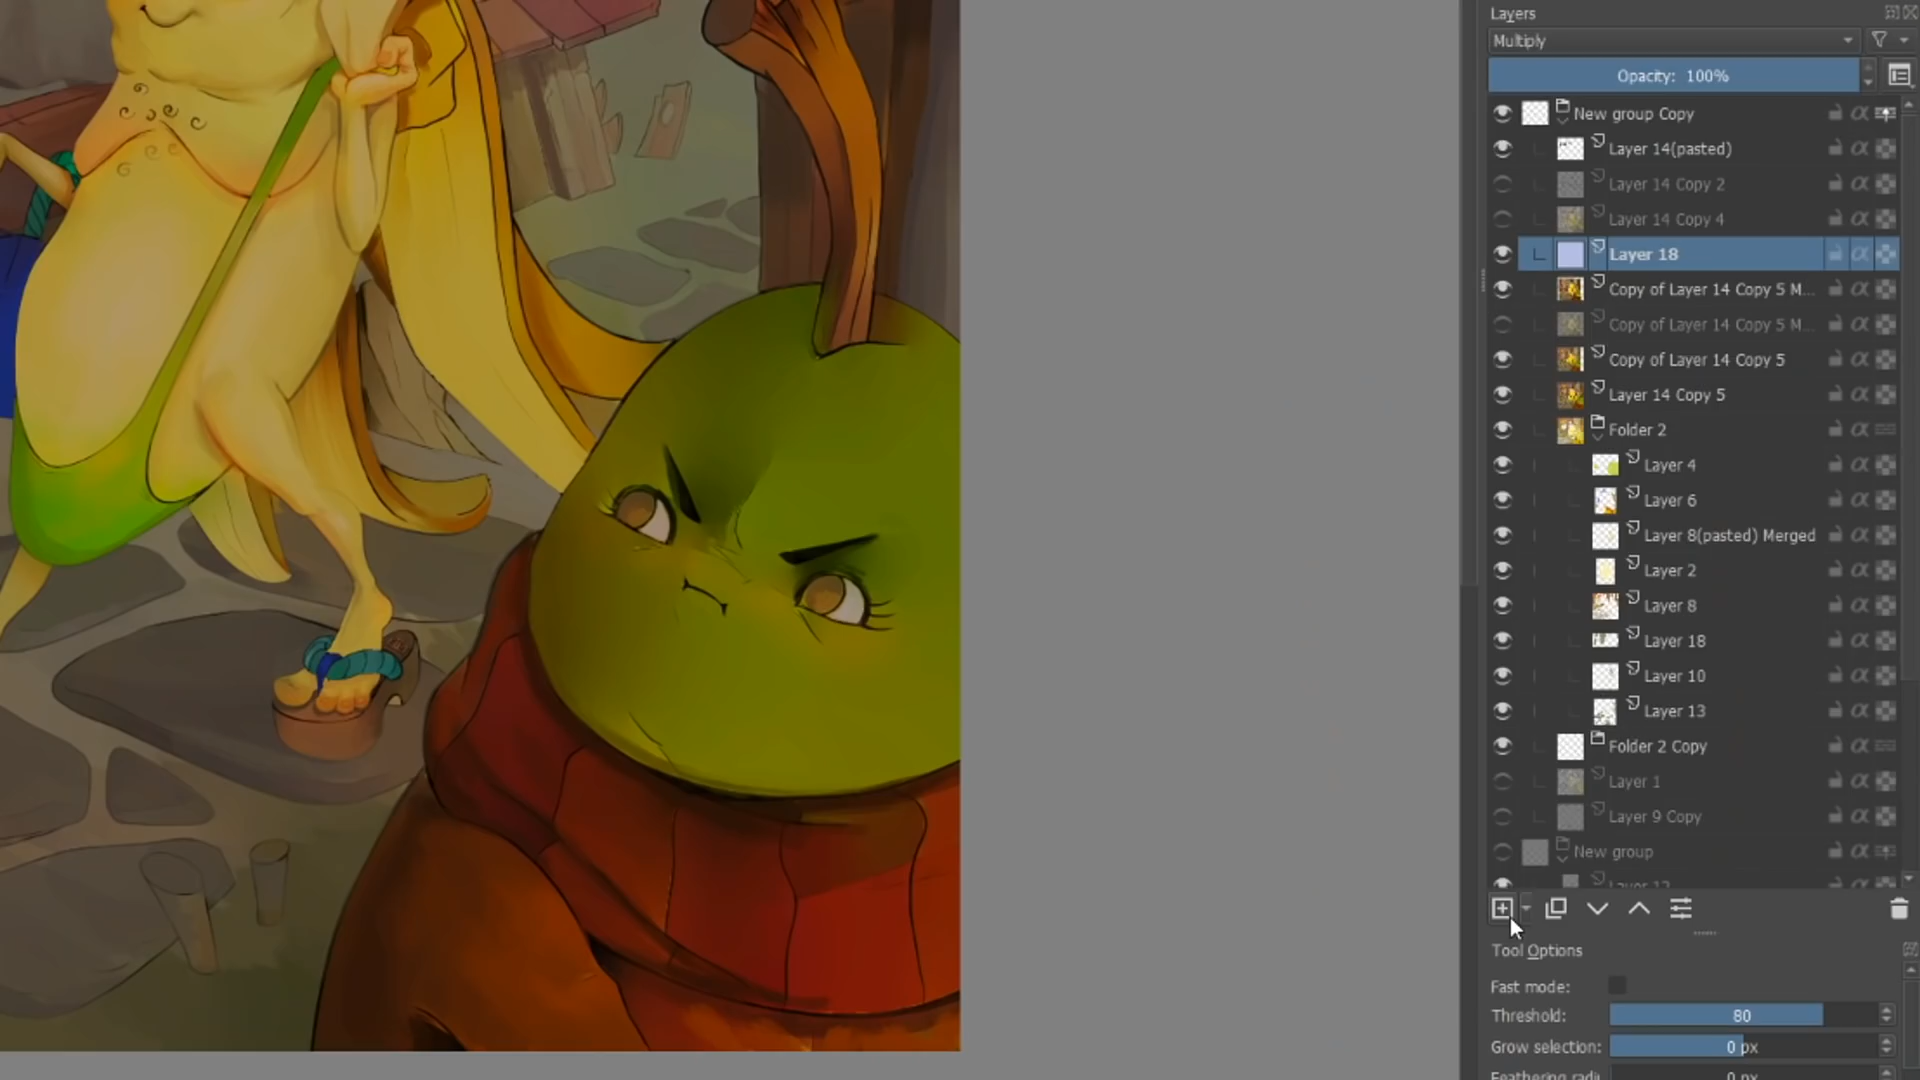 Layers
Multiply
Opacity: 100%
New group Copy
Layer 14(pasted)
Layer 14 Copy 2
Layer 14 Copy 4
Layer 18
Copy of Layer 14 Copy 5 M...
Copy of Layer 14 Copy 5 M...
Copy of Layer 14 Copy 5
Layer 14 Copy 5
Folder 2
Layer 4
Layer 6
Layer 8(pasted) Merged
Layer 2
Layer 8
Layer 18
Layer 10
Layer 13
Folder 2 Copy
Layer 1
Layer 9 Copy
New group
Layer 12
Tool Options
Fast mode:
Threshold: 80
Grow selection: 0 px
0 px